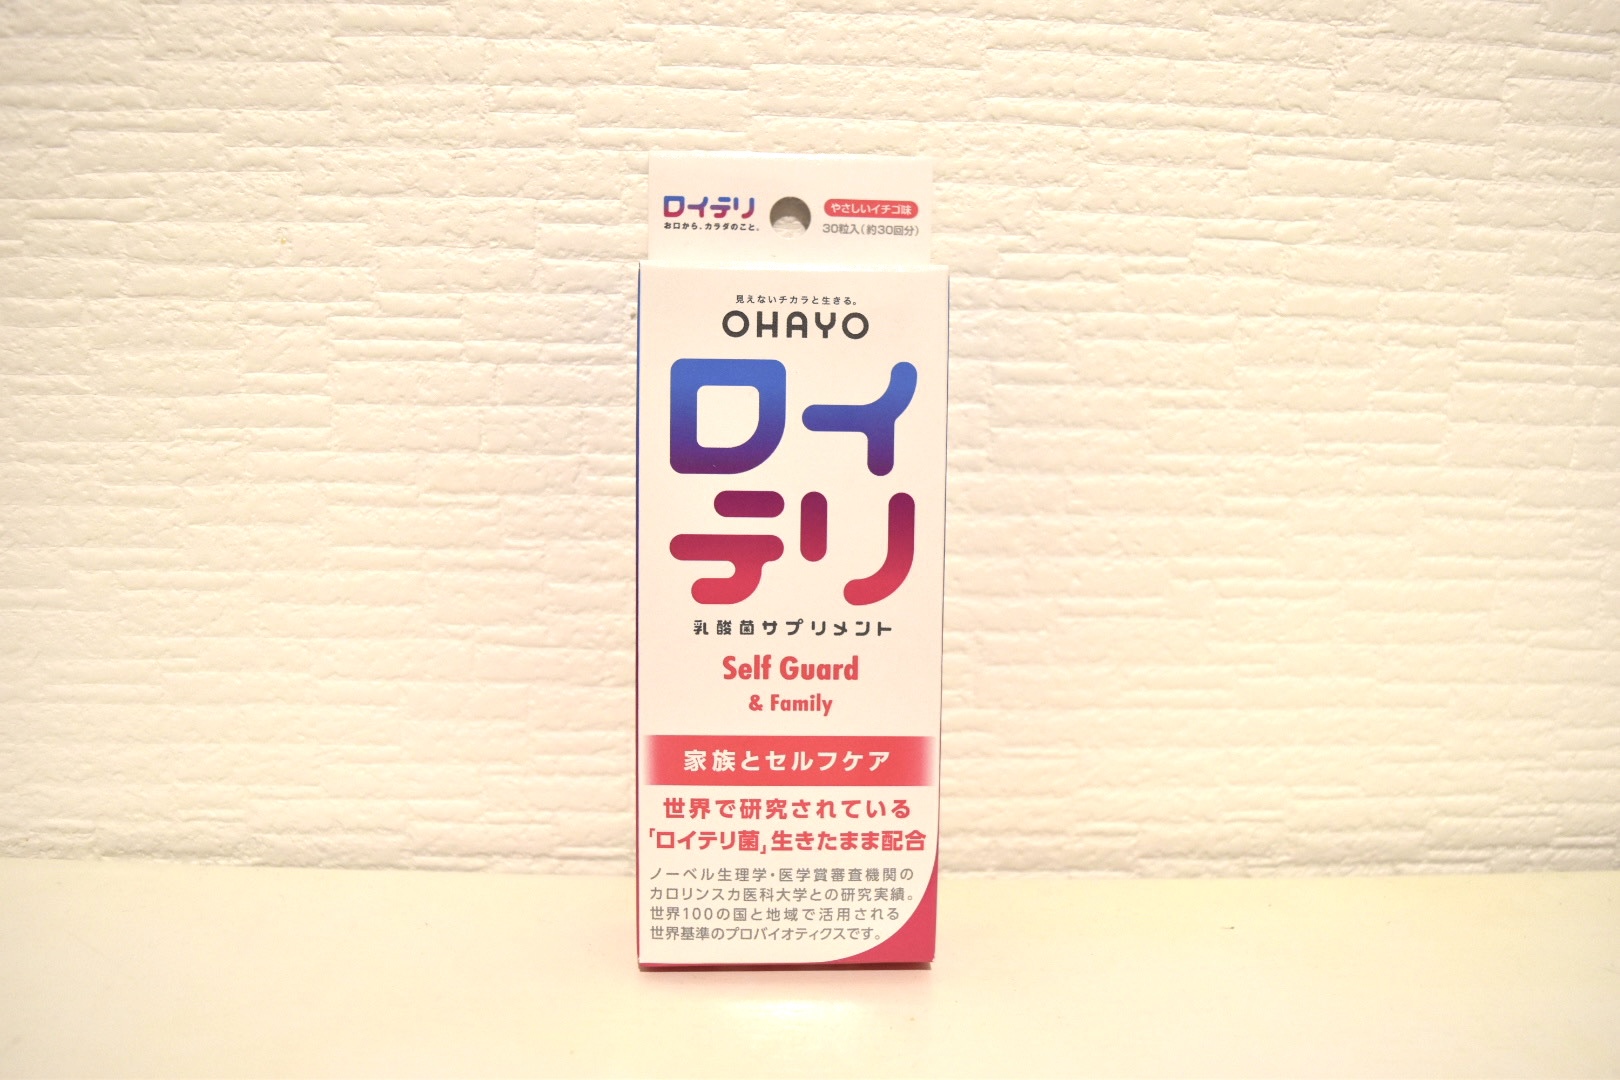 ロイテリ
お口から、カラダのこと。
やさしいイチゴ味
30粒入(約30回分)
見えないチカラと生きる。
OHAYO
ロイ
テリ
乳酸菌サプリメント
Self Guard
& Family
家族とセルフケア
世界で研究されている
「ロイテリ菌」生きたまま配合
ノーベル生理学・医学賞審査機関の
カロリンスカ医科大学との研究実績。
世界100の国と地域で活用される
世界基準のプロバイオティクスです。